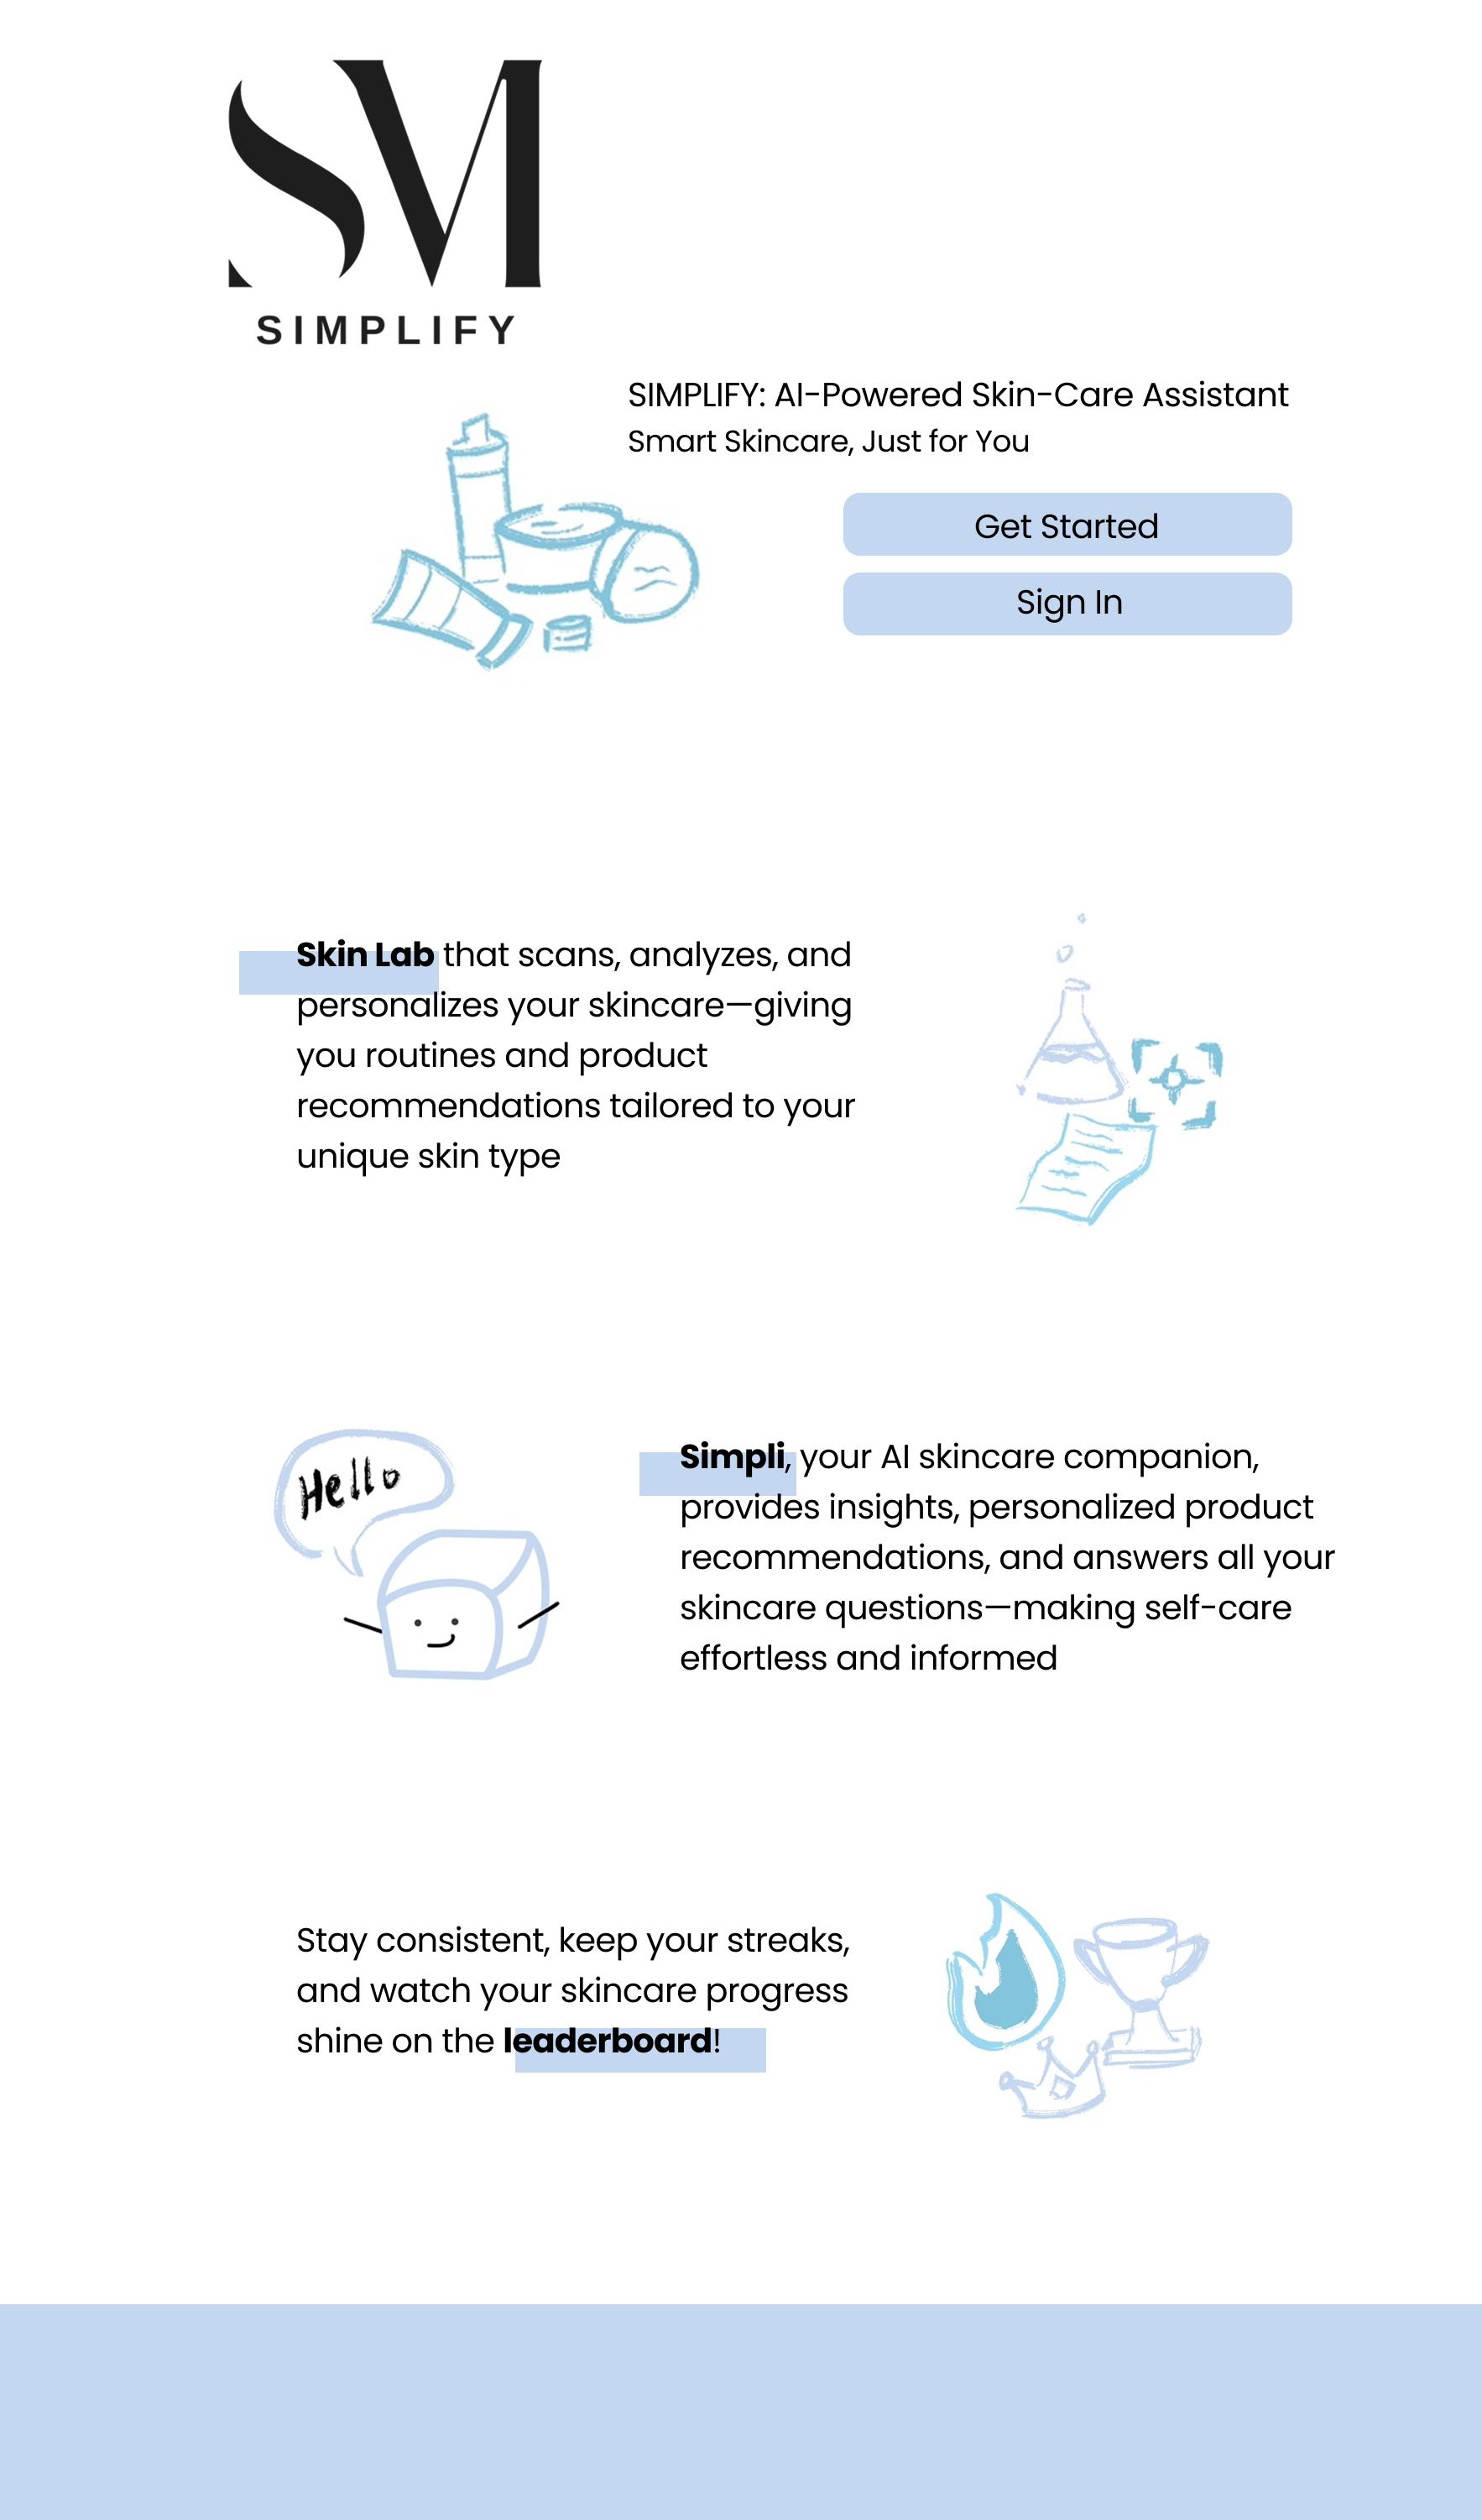 SM
SIMPLIFY
SIMPLIFY: AI-Powered Skin-Care Assistant
Smart Skincare, Just for You
Get Started
Sign In
Skin Lab that scans, analyzes, and
personalizes your skincare—giving
you routines and product
recommendations tailored to your
unique skin type
Hello
Simpli, your AI skincare companion,
provides insights, personalized product
recommendations, and answers all your
skincare questions—making self-care
effortless and informed
Stay consistent, keep your streaks,
and watch your skincare progress
shine on the leaderboard!